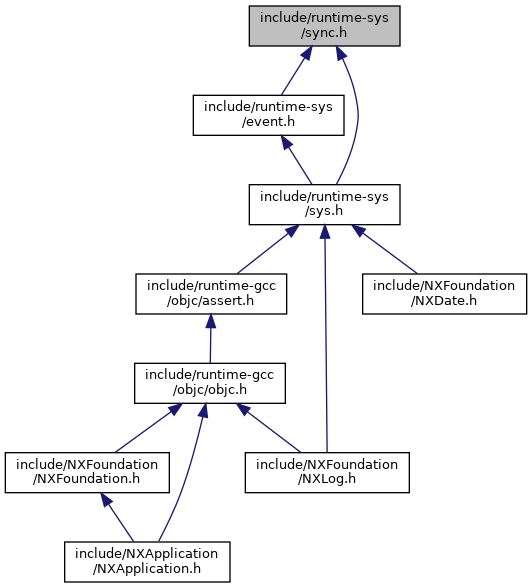 include/runtime-sys
/sync.h
include/runtime-sys
/event.h
include/runtime-sys
/sys.h
include/runtime-gcc
/objc/assert.h
include/NXFoundation
/NXDate.h
include/runtime-gcc
/objc/objc.h
include/NXFoundation
/NXFoundation.h
include/NXFoundation
/NXLog.h
include/NXApplication
/NXApplication.h